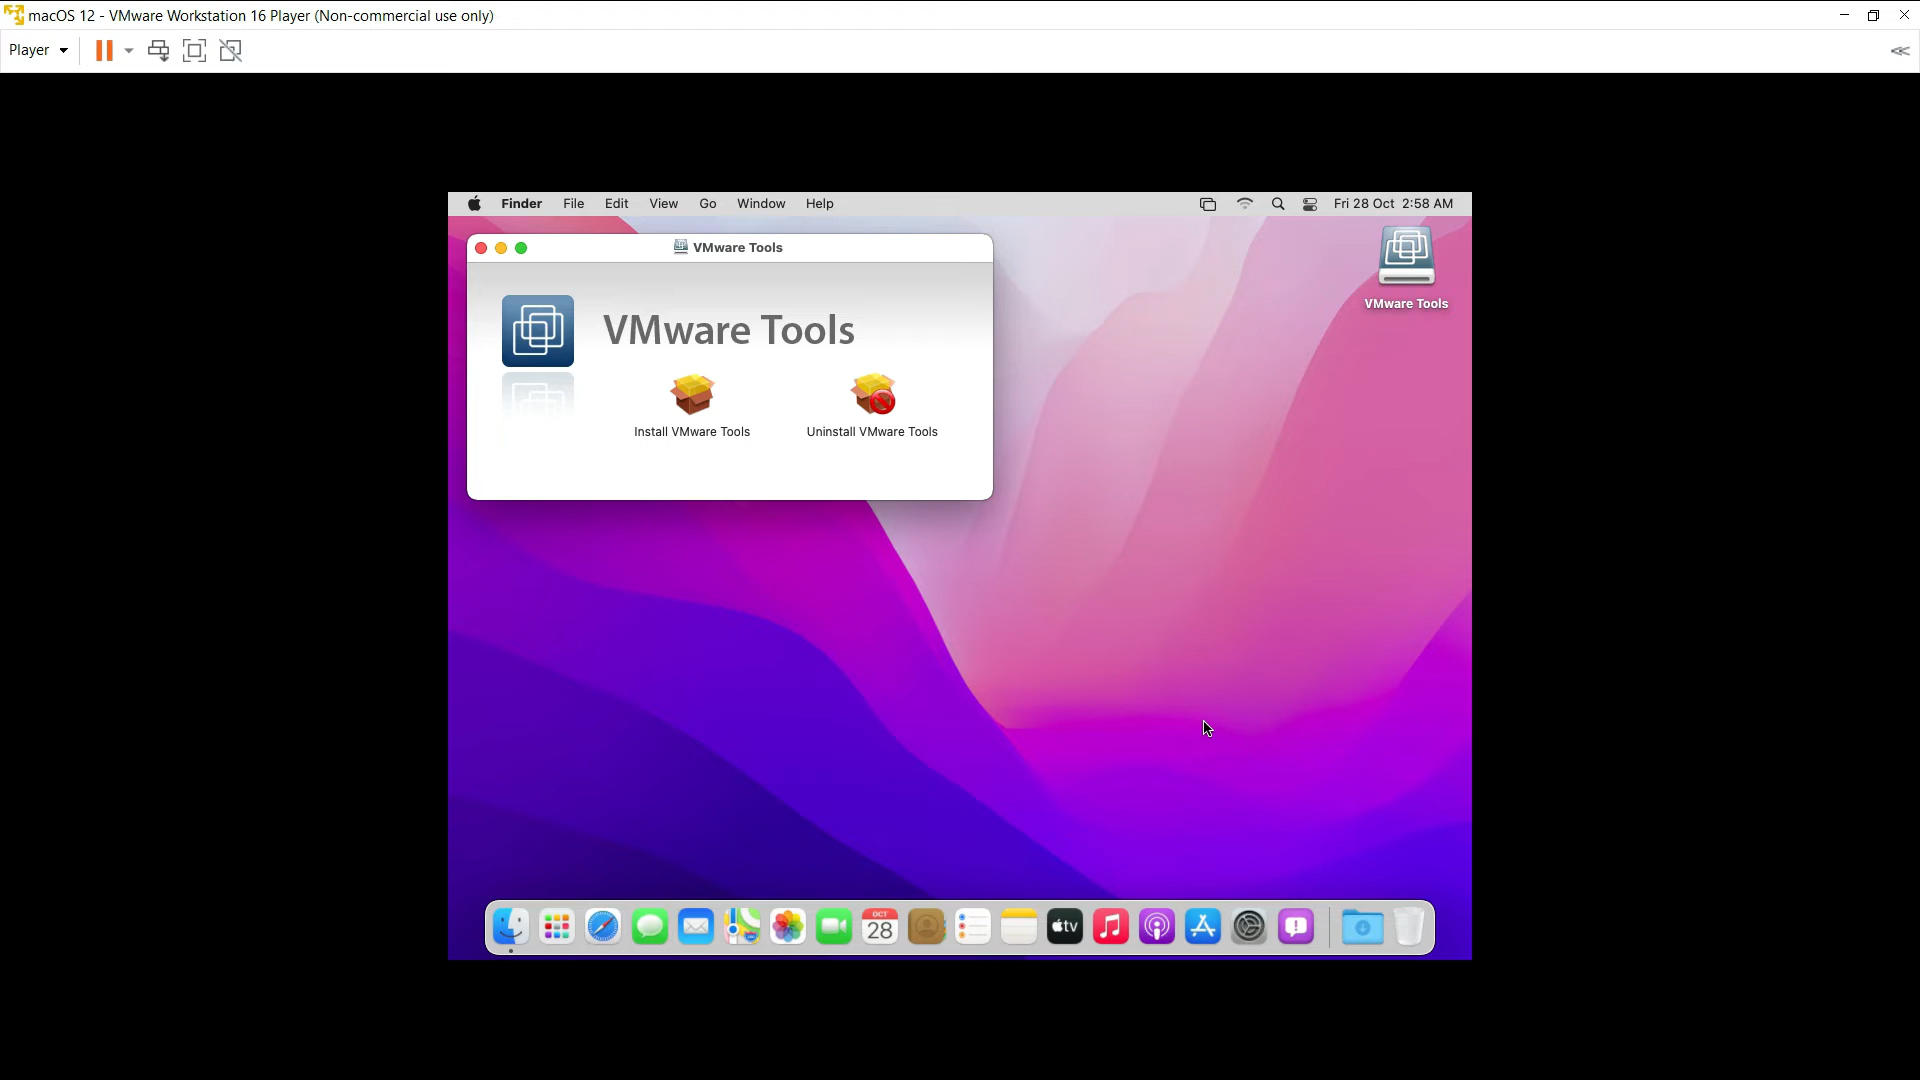 macOS 12 - VMware Workstation 16 Player (Non-commercial use only)
Player
Finder File Edit View Go Window Help Fri 28 Oct 2:58 AM
VMware Tools
VMware Tools
VMware Tools
Install VMware Tools
Uninstall VMware Tools
OCT
28
tv